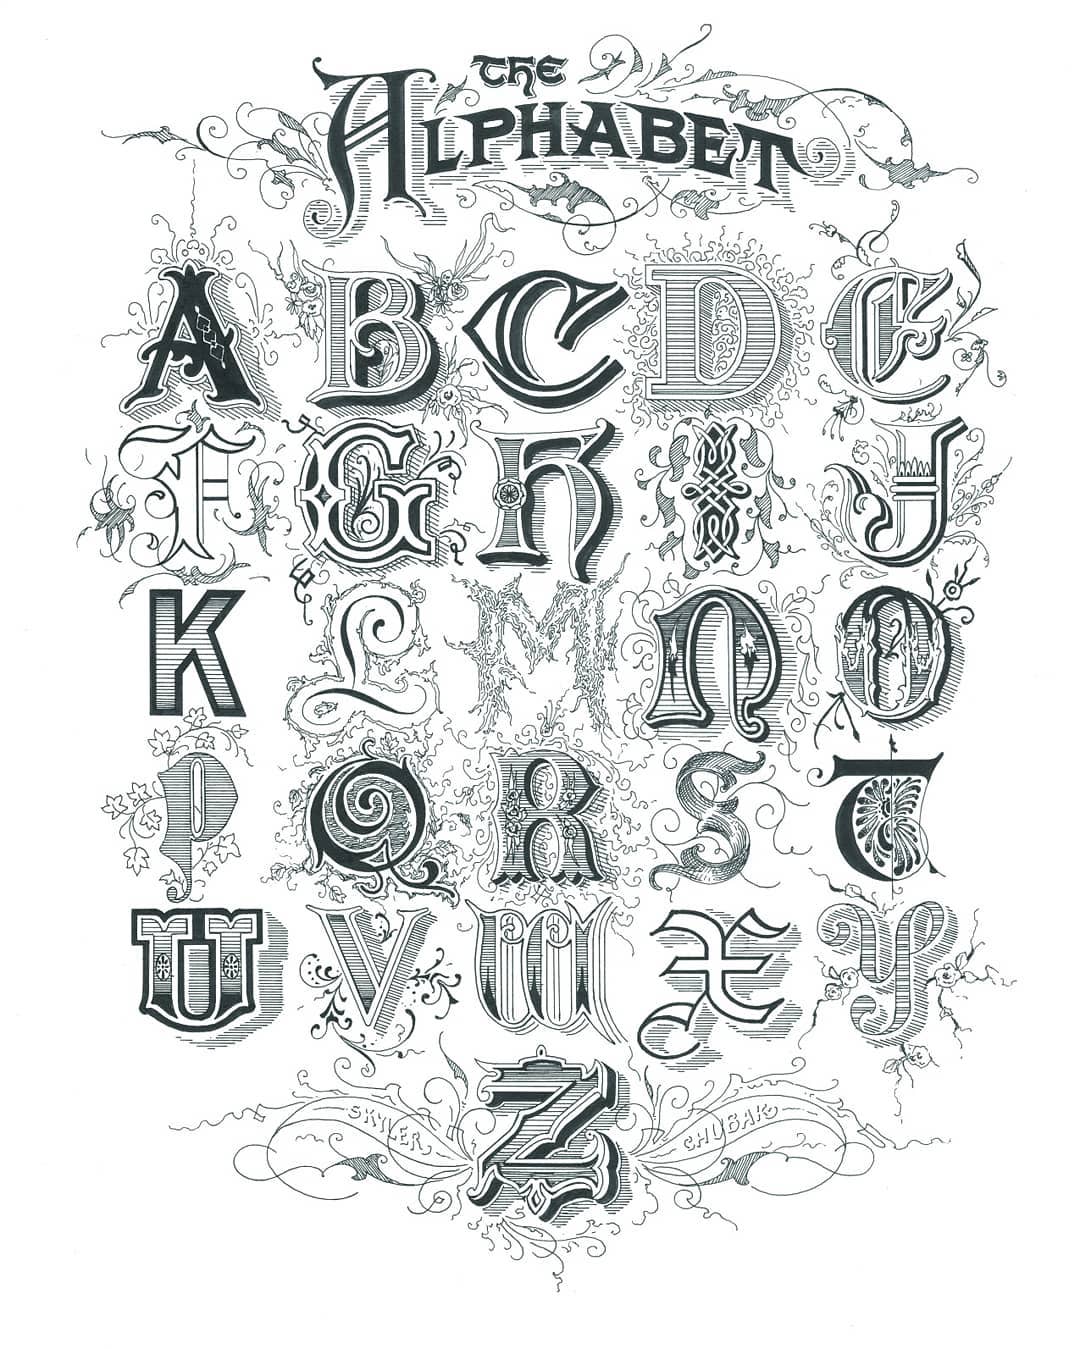 THE
ALPHABET
A B C D E
F G H I J
K L M N O
P Q R S T
U V W X Y
Z
SKYLER CHUBAK